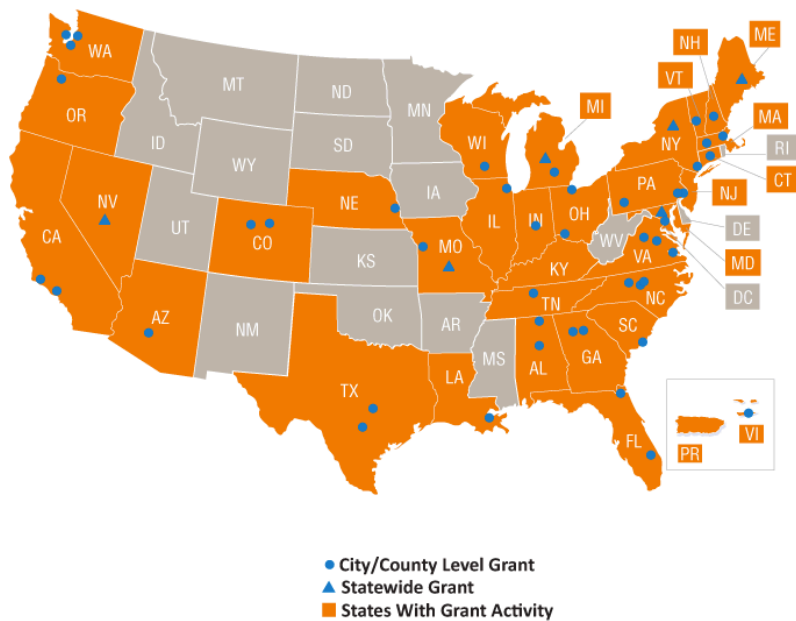 ME
NH
WA
VT
MT
ND
MN
MI
MA
OR
WI
NY
RI
ID
SD
CT
WY
PA
NJ
IA
NE
NV
OH
IL
IN
DE
UT
WV
CA
CO
MO
VA
MD
KS
KY
DC
NC
TN
AZ
OK
AR
SC
NM
MS
AL
GA
LA
TX
VI
FL
PR
City/County Level Grant
Statewide Grant
States With Grant Activity